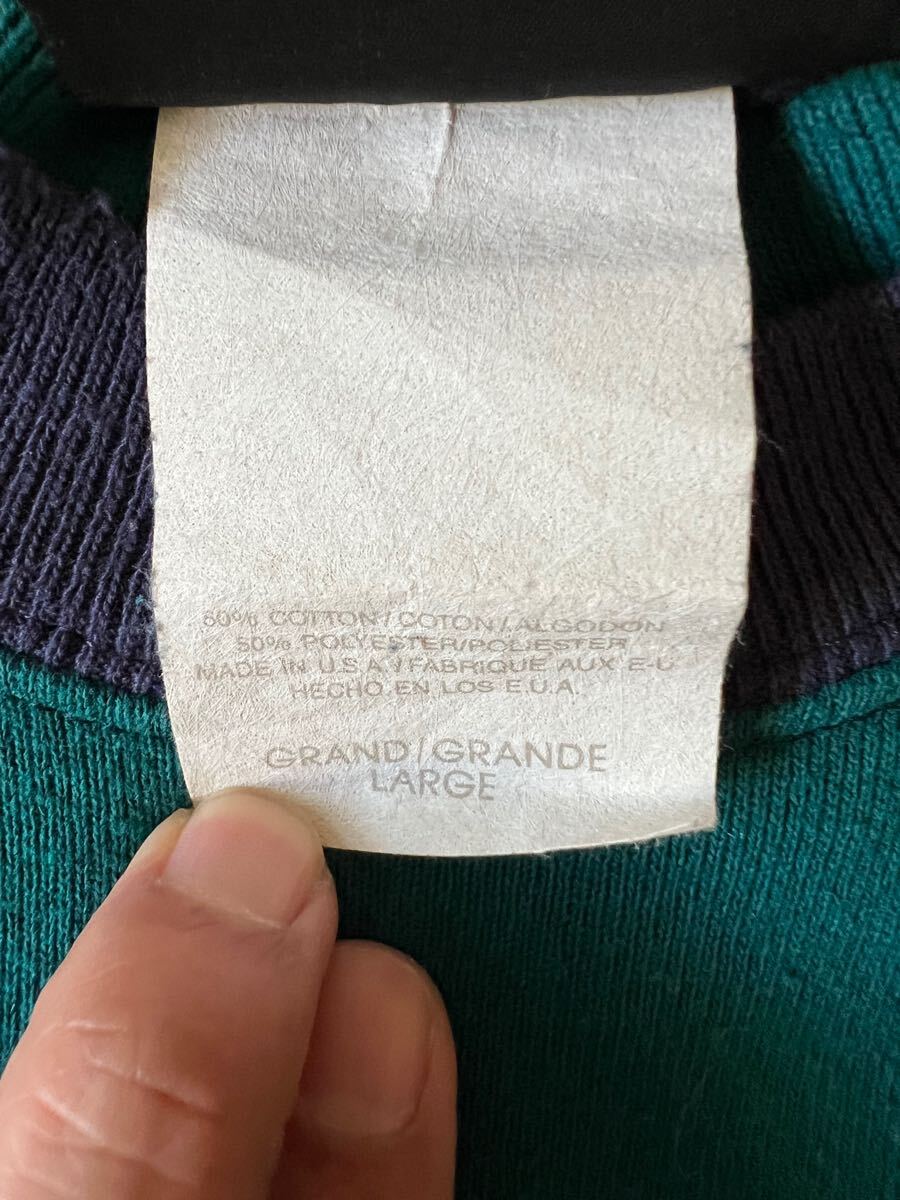 50% COTTON/COTON/ALGODON
50% POLYESTER/POLIESTER
MADE IN U.S.A./FABRIQUE AUX E-U
HECHO EN LOS E.U.A.
GRAND/GRANDE
LARGE